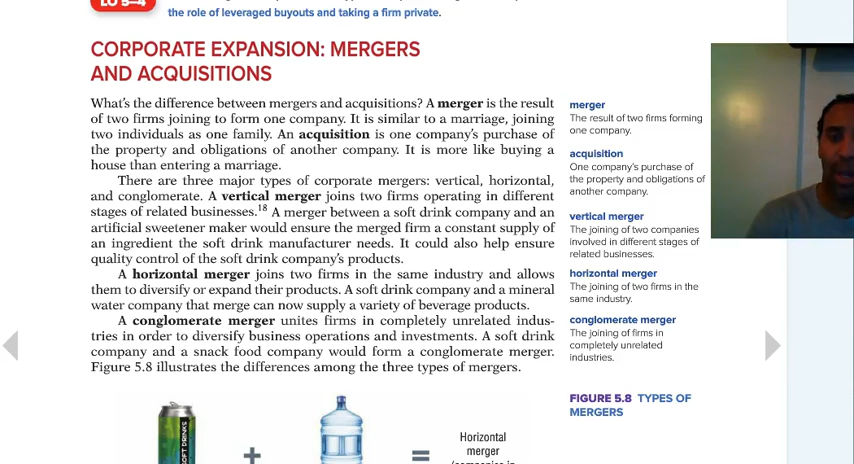 LO 5–4
the role of leveraged buyouts and taking a firm private.
CORPORATE EXPANSION: MERGERS
AND ACQUISITIONS
What's the difference between mergers and acquisitions? A merger is the result
of two firms joining to form one company. It is similar to a marriage, joining
two individuals as one family. An acquisition is one company's purchase of
the property and obligations of another company. It is more like buying a
house than entering a marriage.
There are three major types of corporate mergers: vertical, horizontal,
and conglomerate. A vertical merger joins two firms operating in different
stages of related businesses.18 A merger between a soft drink company and an
artificial sweetener maker would ensure the merged firm a constant supply of
an ingredient the soft drink manufacturer needs. It could also help ensure
quality control of the soft drink company's products.
A horizontal merger joins two firms in the same industry and allows
them to diversify or expand their products. A soft drink company and a mineral
water company that merge can now supply a variety of beverage products.
A conglomerate merger unites firms in completely unrelated indus-
tries in order to diversify business operations and investments. A soft drink
company and a snack food company would form a conglomerate merger.
Figure 5.8 illustrates the differences among the three types of mergers.
merger
The result of two firms forming
one company.
acquisition
One company's purchase of
the property and obligations of
another company.
vertical merger
The joining of two companies
involved in different stages of
related businesses.
horizontal merger
The joining of two firms in the
same industry.
conglomerate merger
The joining of firms in
completely unrelated
industries.
FIGURE 5.8 TYPES OF
MERGERS
SOFT DRINKS
+
=
Horizontal
merger
(companies in